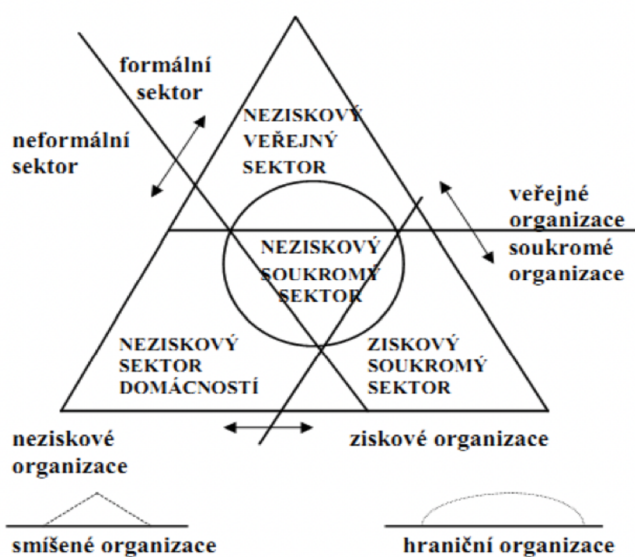 formální
sektor
neformální
sektor
NEZISKOVÝ
VEŘEJNÝ
SEKTOR
veřejné
organizace
soukromé
organizace
NEZISKOVÝ
SOUKROMÝ
SEKTOR
NEZISKOVÝ
SEKTOR
DOMÁCNOSTÍ
ZISKOVÝ
SOUKROMÝ
SEKTOR
neziskové
organizace
ziskové organizace
smíšené organizace
hraniční organizace